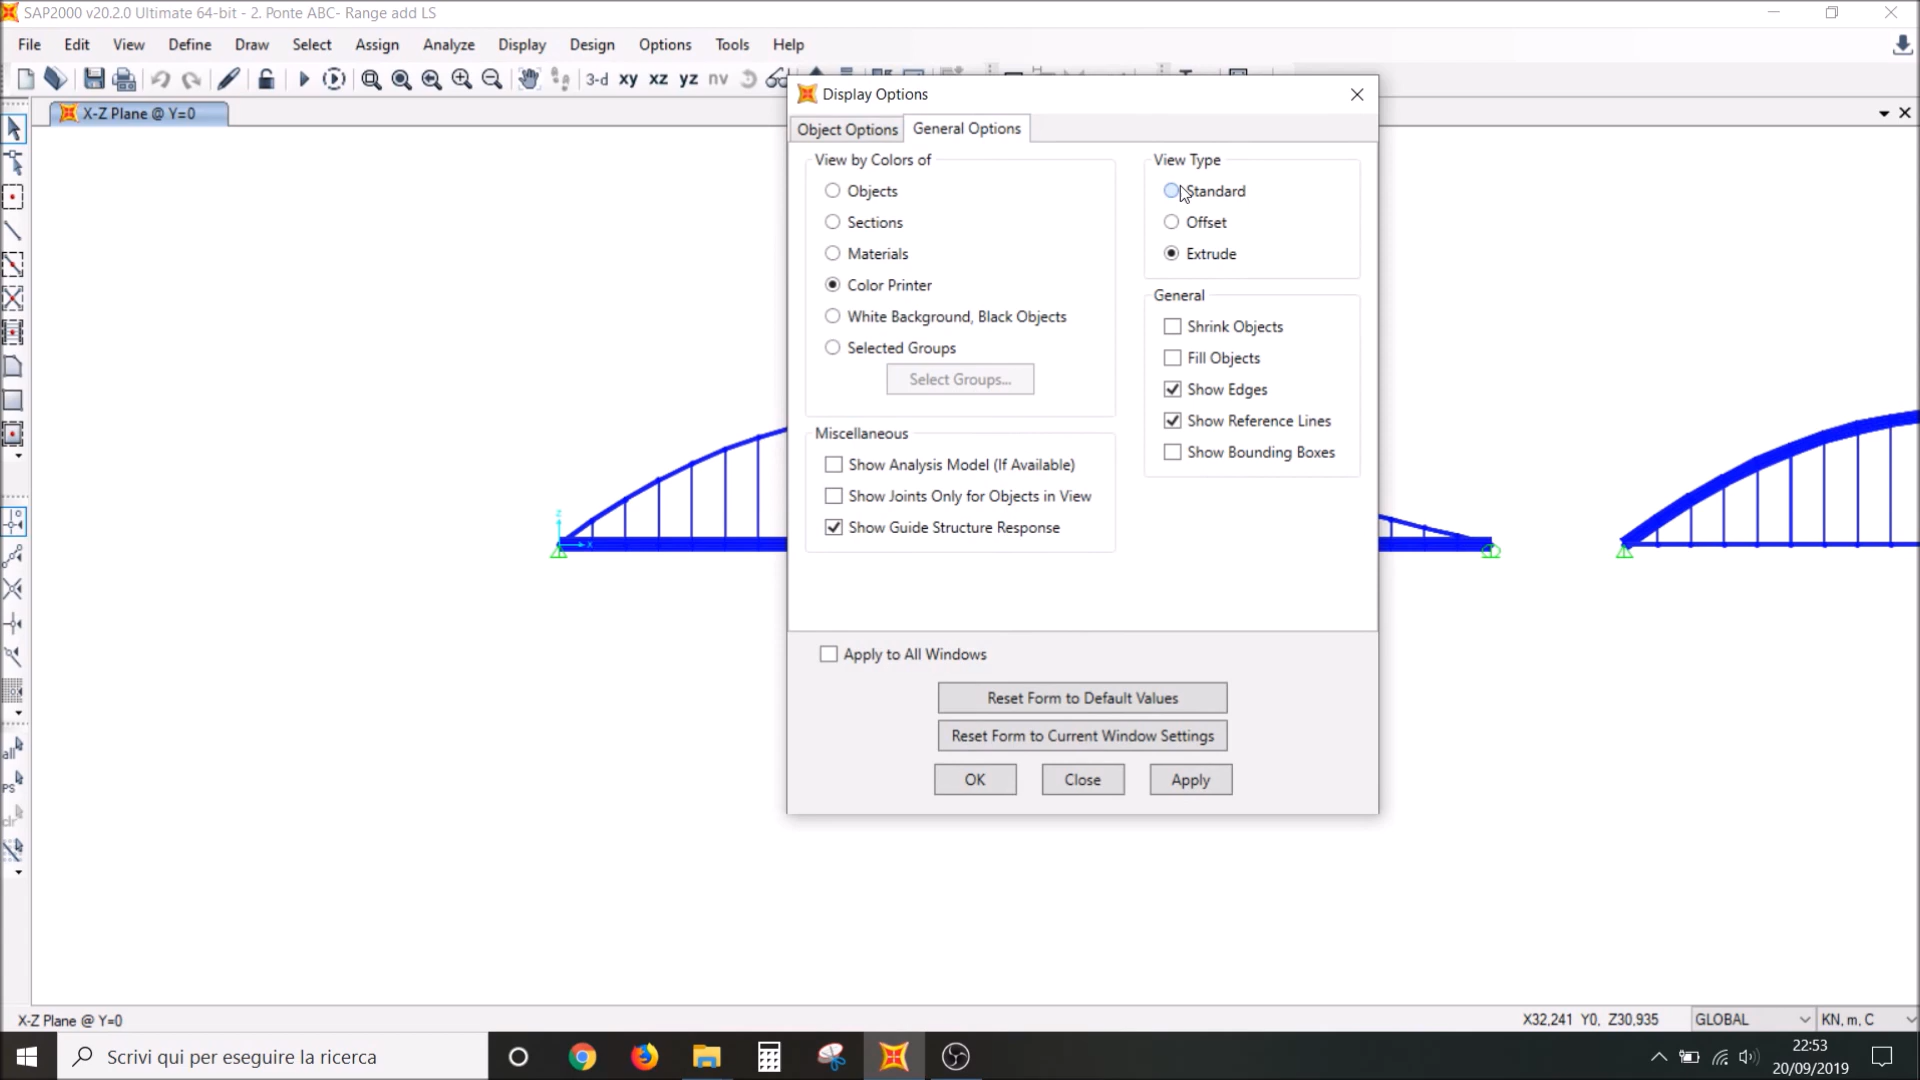 SAP2000 v20.2.0 Ultimate 64-bit - 2. Ponte ABC- Range add LS
File Edit View Define Draw Select Assign Analyze Display Design Options Tools Help
3-d xy xz yz nv
X-Z Plane @ Y=0
Display Options
Object Options General Options
View by Colors of
Objects
Sections
Materials
Color Printer
White Background, Black Objects
Selected Groups
Select Groups...
Miscellaneous
Show Analysis Model (If Available)
Show Joints Only for Objects in View
Show Guide Structure Response
View Type
Standard
Offset
Extrude
General
Shrink Objects
Fill Objects
Show Edges
Show Reference Lines
Show Bounding Boxes
Apply to All Windows
Reset Form to Default Values
Reset Form to Current Window Settings
OK Close Apply
Z
X
all
PS
clr
X-Z Plane @ Y=0
X32,241 Y0, Z30,935 GLOBAL KN, m, C
Scrivi qui per eseguire la ricerca
22:53
20/09/2019